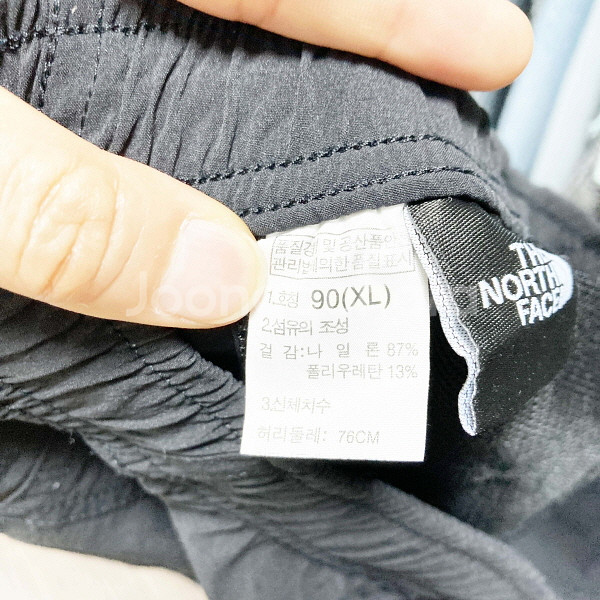 품질경영 및 공산품안
관리법에 의한 품질표시
1.호칭 90(XL)
2.섬유의 조성
겉 감:나 일 론 87%
폴리우레탄 13%
3.신체치수
허리둘레: 76CM
THE
NORTH
FACE